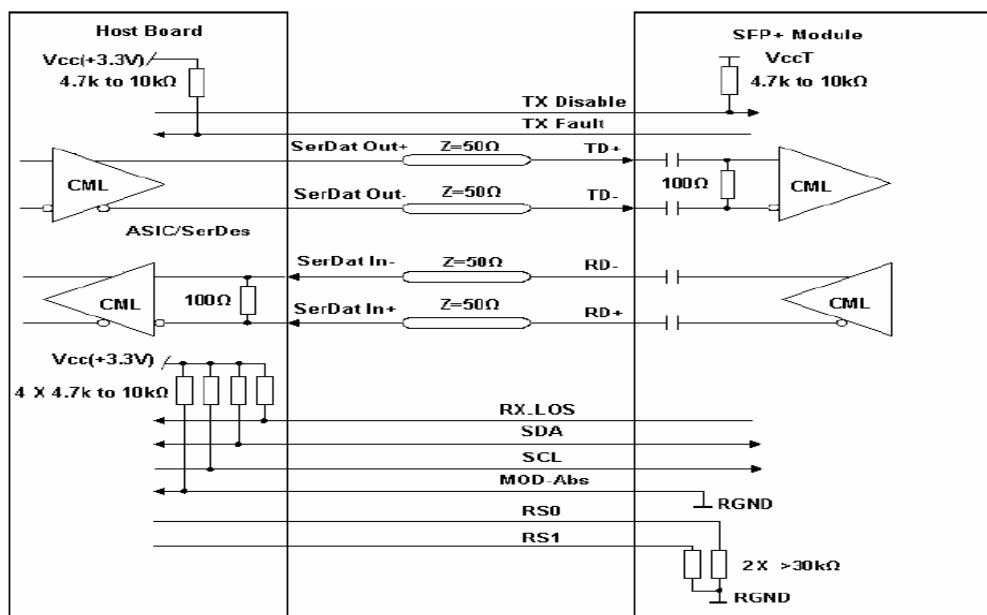 Host Board
SFP+ Module
Vcc(+3.3V)
4.7k to 10kΩ
VccT
4.7k to 10kΩ
TX Disable
TX Fault
SerDat Out+
Z=50Ω
TD+
CML
100Ω
CML
SerDat Out-
Z=50Ω
TD-
ASIC/SerDes
SerDat In-
Z=50Ω
RD-
CML
100Ω
SerDat In+
Z=50Ω
RD+
CML
Vcc(+3.3V)
4 X 4.7k to 10kΩ
RX-LOS
SDA
SCL
MOD-Abs
RGND
RS0
RS1
2 X >30kΩ
RGND